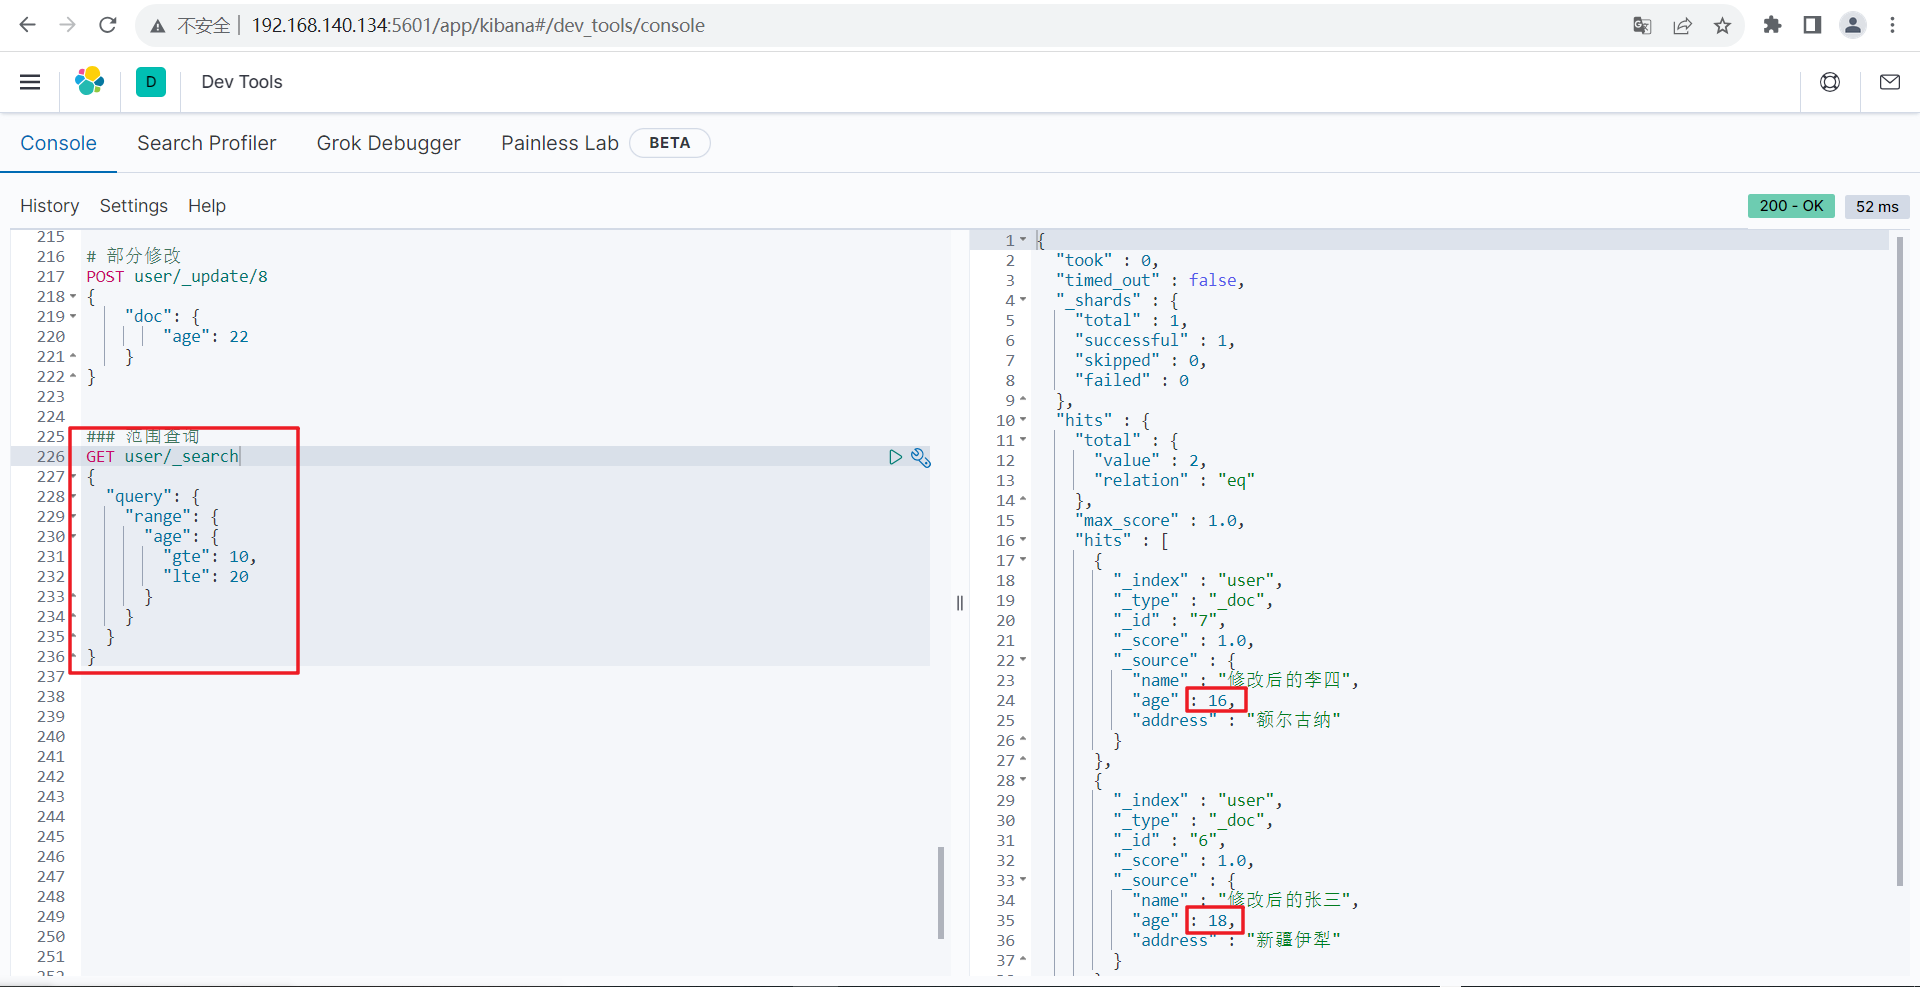 不安全 | 192.168.140.134:5601/app/kibana#/dev_tools/console
D Dev Tools
Console Search Profiler Grok Debugger Painless Lab BETA
History Settings Help
200 - OK 52 ms
215
216 # 部分修改
217 POST user/_update/8
218 {
219 "doc": {
220 "age": 22
221 }
222 }
223
224
225 ### 范围查询
226 GET user/_search
227 {
228 "query": {
229 "range": {
230 "age": {
231 "gte": 10,
232 "lte": 20
233 }
234 }
235 }
236 }
237
238
239
240
241
242
243
244
245
246
247
248
249
250
251
252
1 {
2 "took" : 0,
3 "timed_out" : false,
4 "_shards" : {
5 "total" : 1,
6 "successful" : 1,
7 "skipped" : 0,
8 "failed" : 0
9 },
10 "hits" : {
11 "total" : {
12 "value" : 2,
13 "relation" : "eq"
14 },
15 "max_score" : 1.0,
16 "hits" : [
17 {
18 "_index" : "user",
19 "_type" : "_doc",
20 "_id" : "7",
21 "_score" : 1.0,
22 "_source" : {
23 "name" : "修改后的李四",
24 "age" : 16,
25 "address" : "额尔古纳"
26 }
27 },
28 {
29 "_index" : "user",
30 "_type" : "_doc",
31 "_id" : "6",
32 "_score" : 1.0,
33 "_source" : {
34 "name" : "修改后的张三",
35 "age" : 18,
36 "address" : "新疆伊犁"
37 }